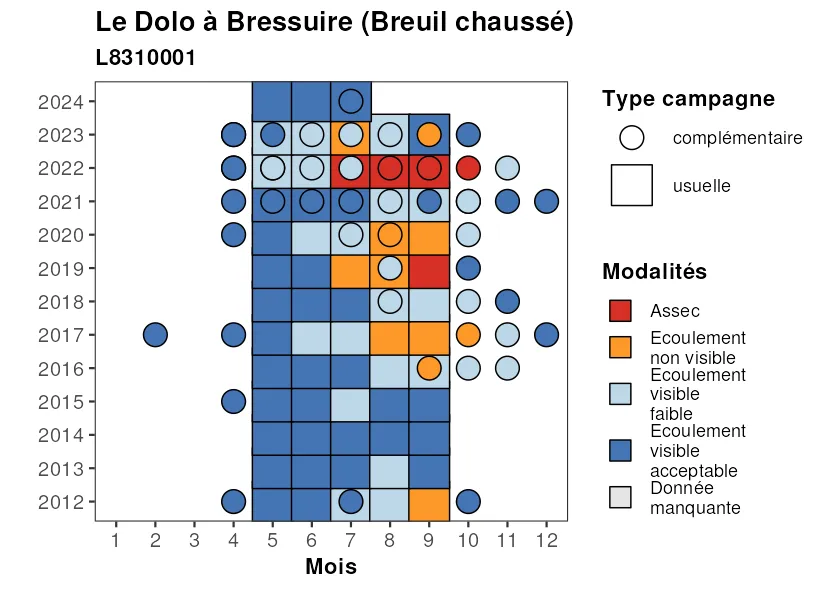 Le Dolo à Bressuire (Breuil chaussé)
L8310001
2024
2023
2022
2021
2020
2019
2018
2017
2016
2015
2014
2013
2012
1 2 3 4 5 6 7 8 9 10 11 12
Mois
Type campagne
complémentaire
usuelle
Modalités
Assec
Ecoulement
non visible
Ecoulement
visible
faible
Ecoulement
visible
acceptable
Donnée
manquante